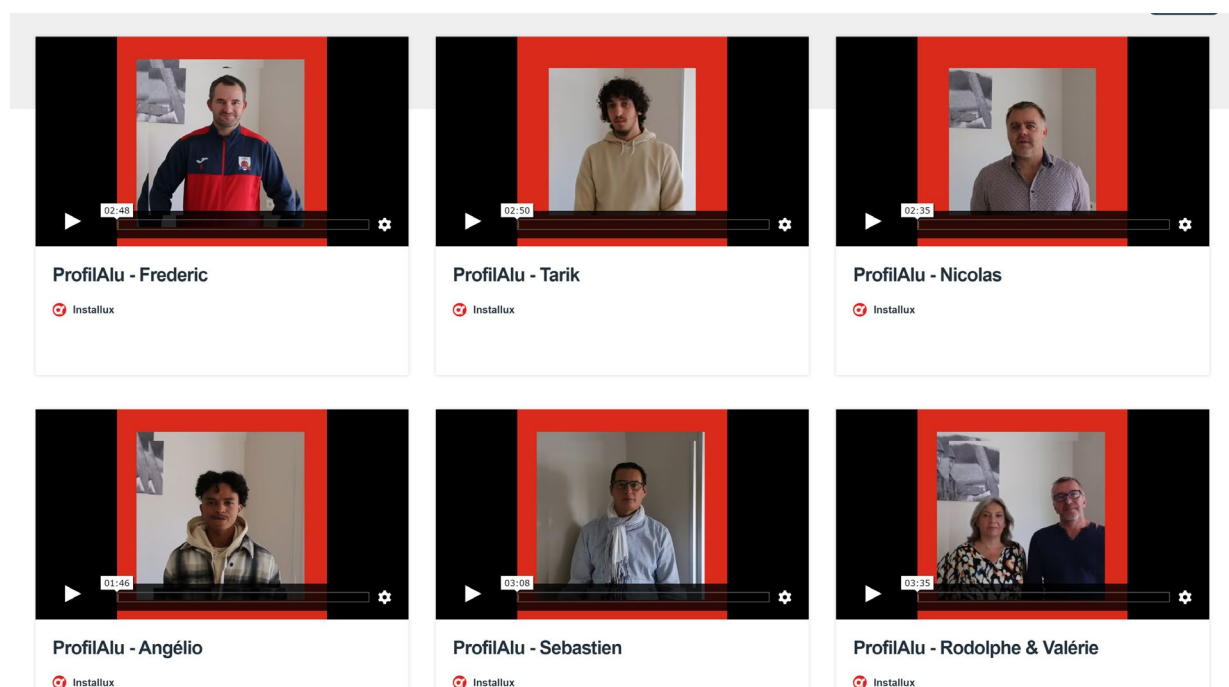 02:48
02:50
02:35
ProfilAlu - Frederic
ProfilAlu - Tarik
ProfilAlu - Nicolas
Installux
Installux
Installux
01:46
03:08
03:35
ProfilAlu - Angélio
ProfilAlu - Sebastien
ProfilAlu - Rodolphe & Valérie
Installux
Installux
Installux